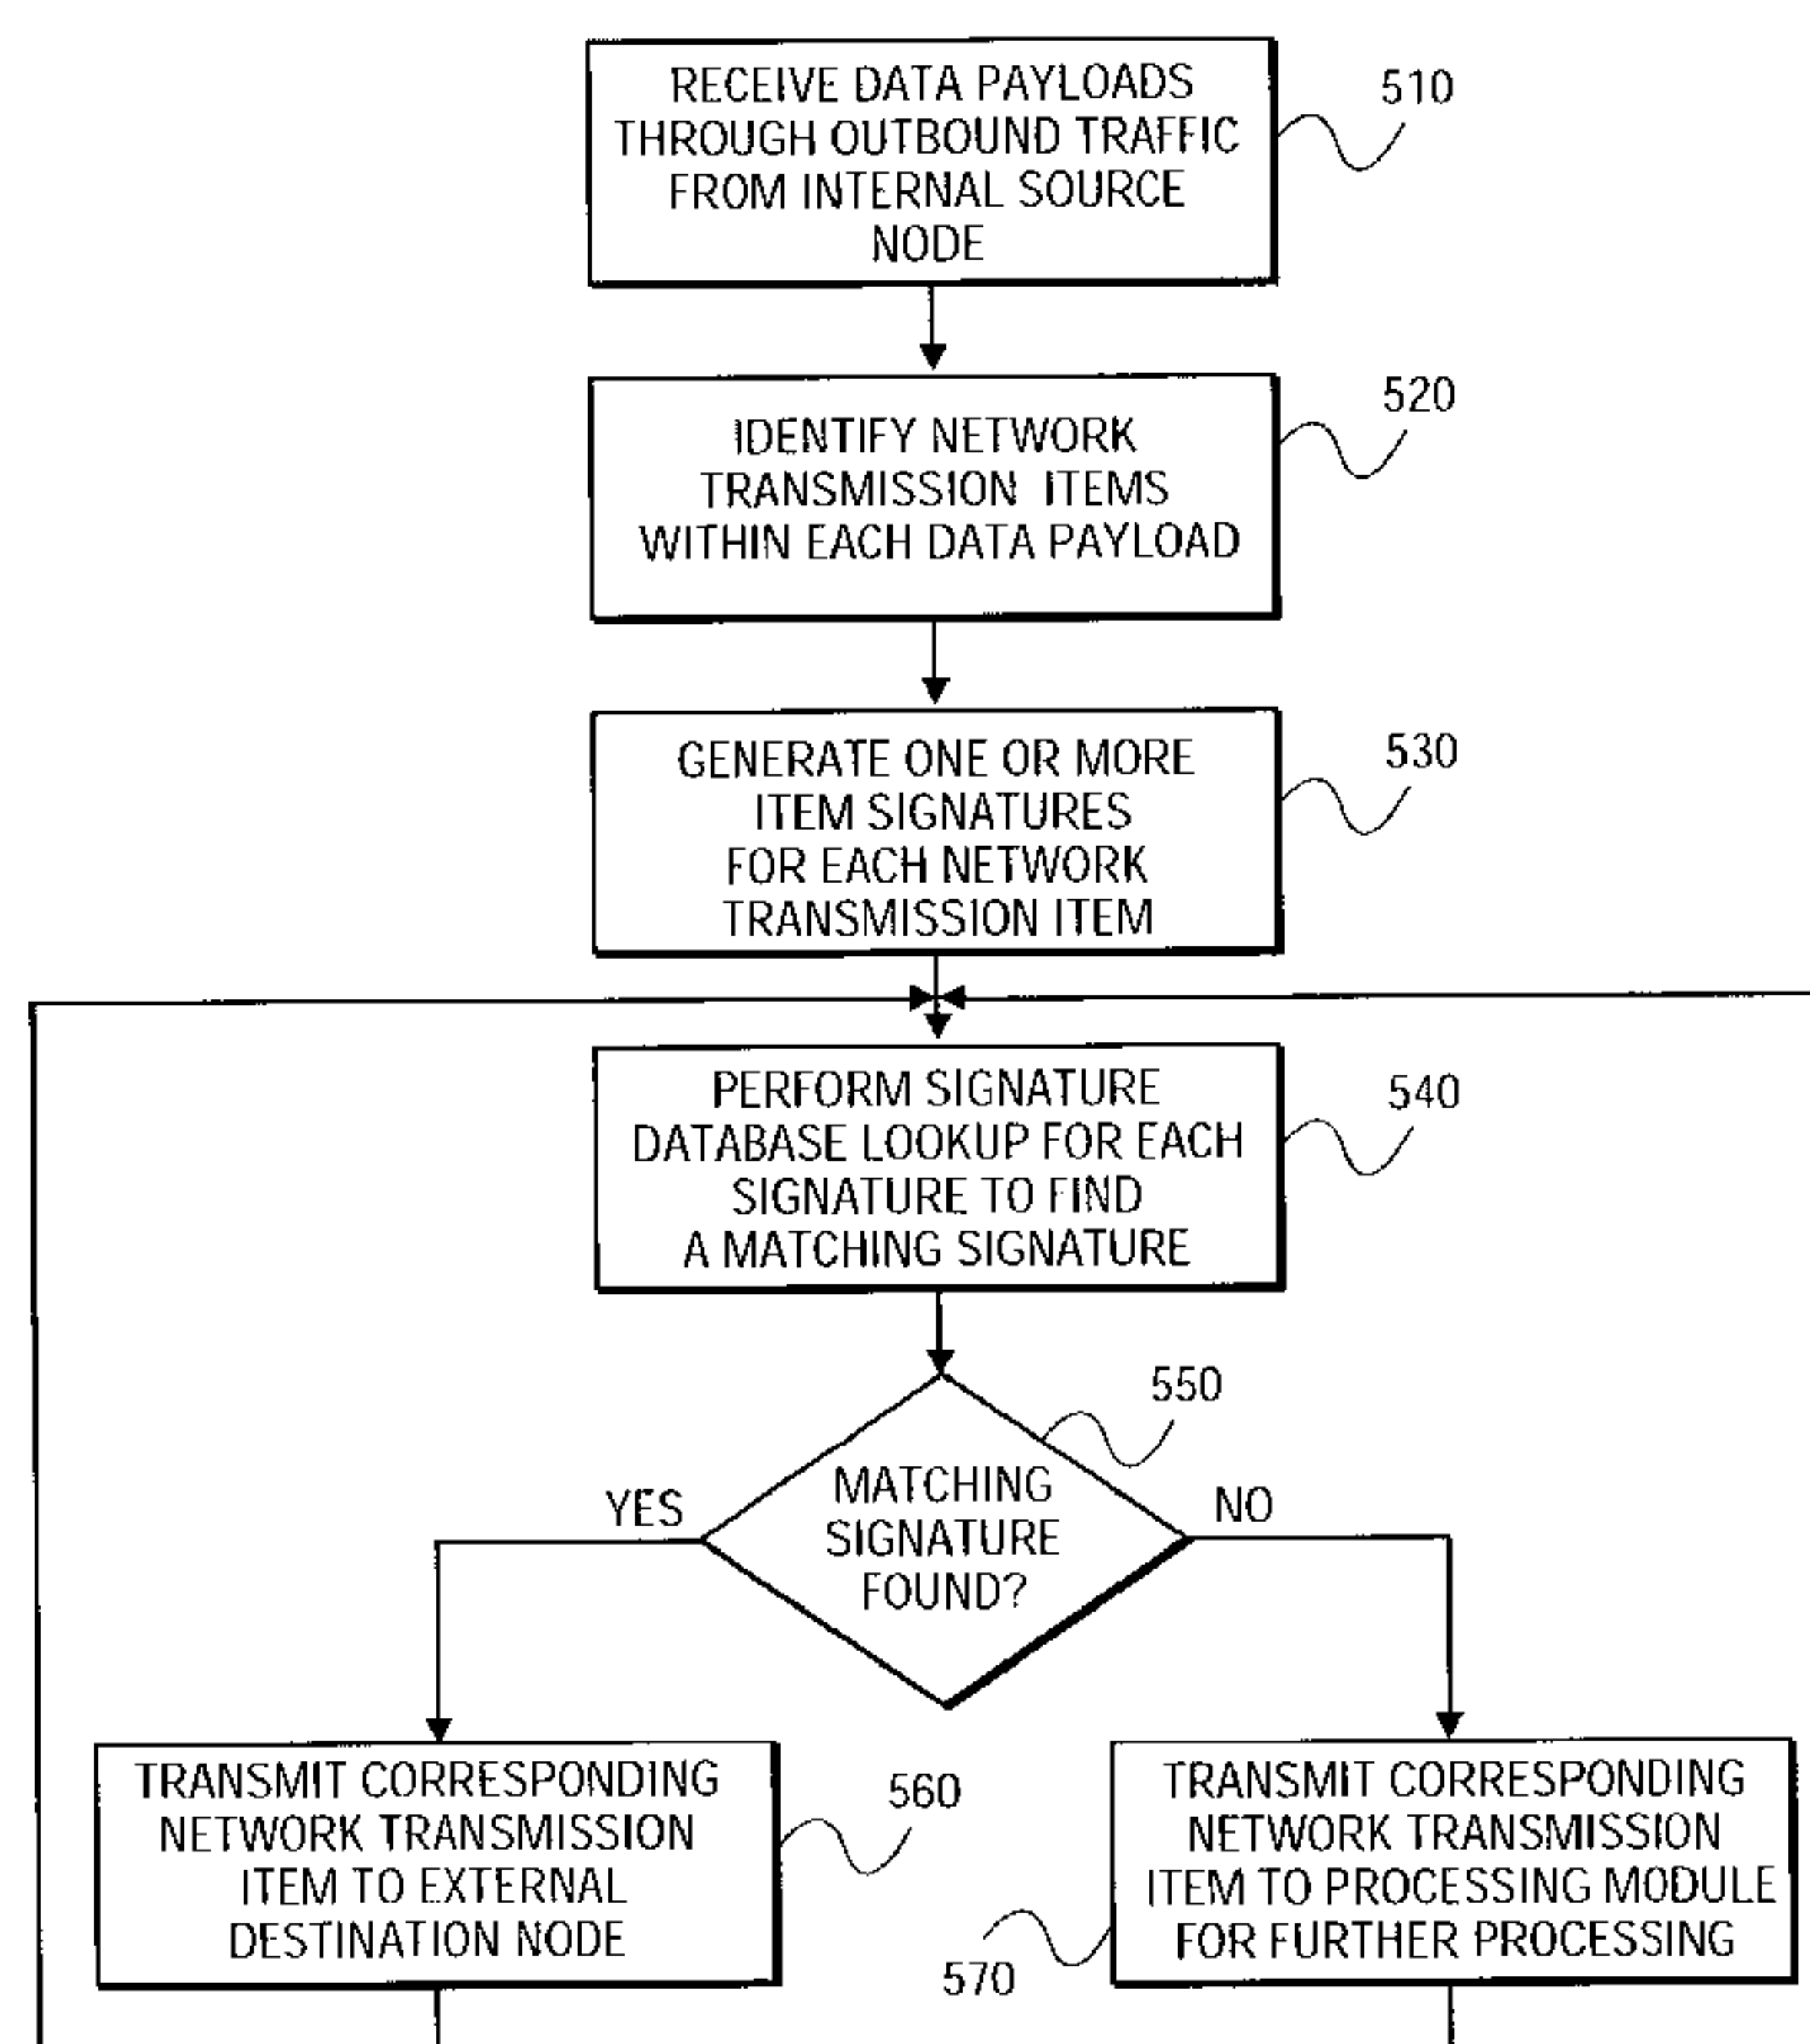 RECEIVE DATA PAYLOADS
THROUGH OUTBOUND TRAFFIC
FROM INTERNAL SOURCE
NODE
510
IDENTIFY NETWORK
TRANSMISSION ITEMS
WITHIN EACH DATA PAYLOAD
520
GENERATE ONE OR MORE
ITEM SIGNATURES
FOR EACH NETWORK
TRANSMISSION ITEM
530
PERFORM SIGNATURE
DATABASE LOOKUP FOR EACH
SIGNATURE TO FIND
A MATCHING SIGNATURE
540
550
MATCHING
SIGNATURE
FOUND?
YES
NO
TRANSMIT CORRESPONDING
NETWORK TRANSMISSION
ITEM TO EXTERNAL
DESTINATION NODE
560
TRANSMIT CORRESPONDING
NETWORK TRANSMISSION
ITEM TO PROCESSING MODULE
FOR FURTHER PROCESSING
570